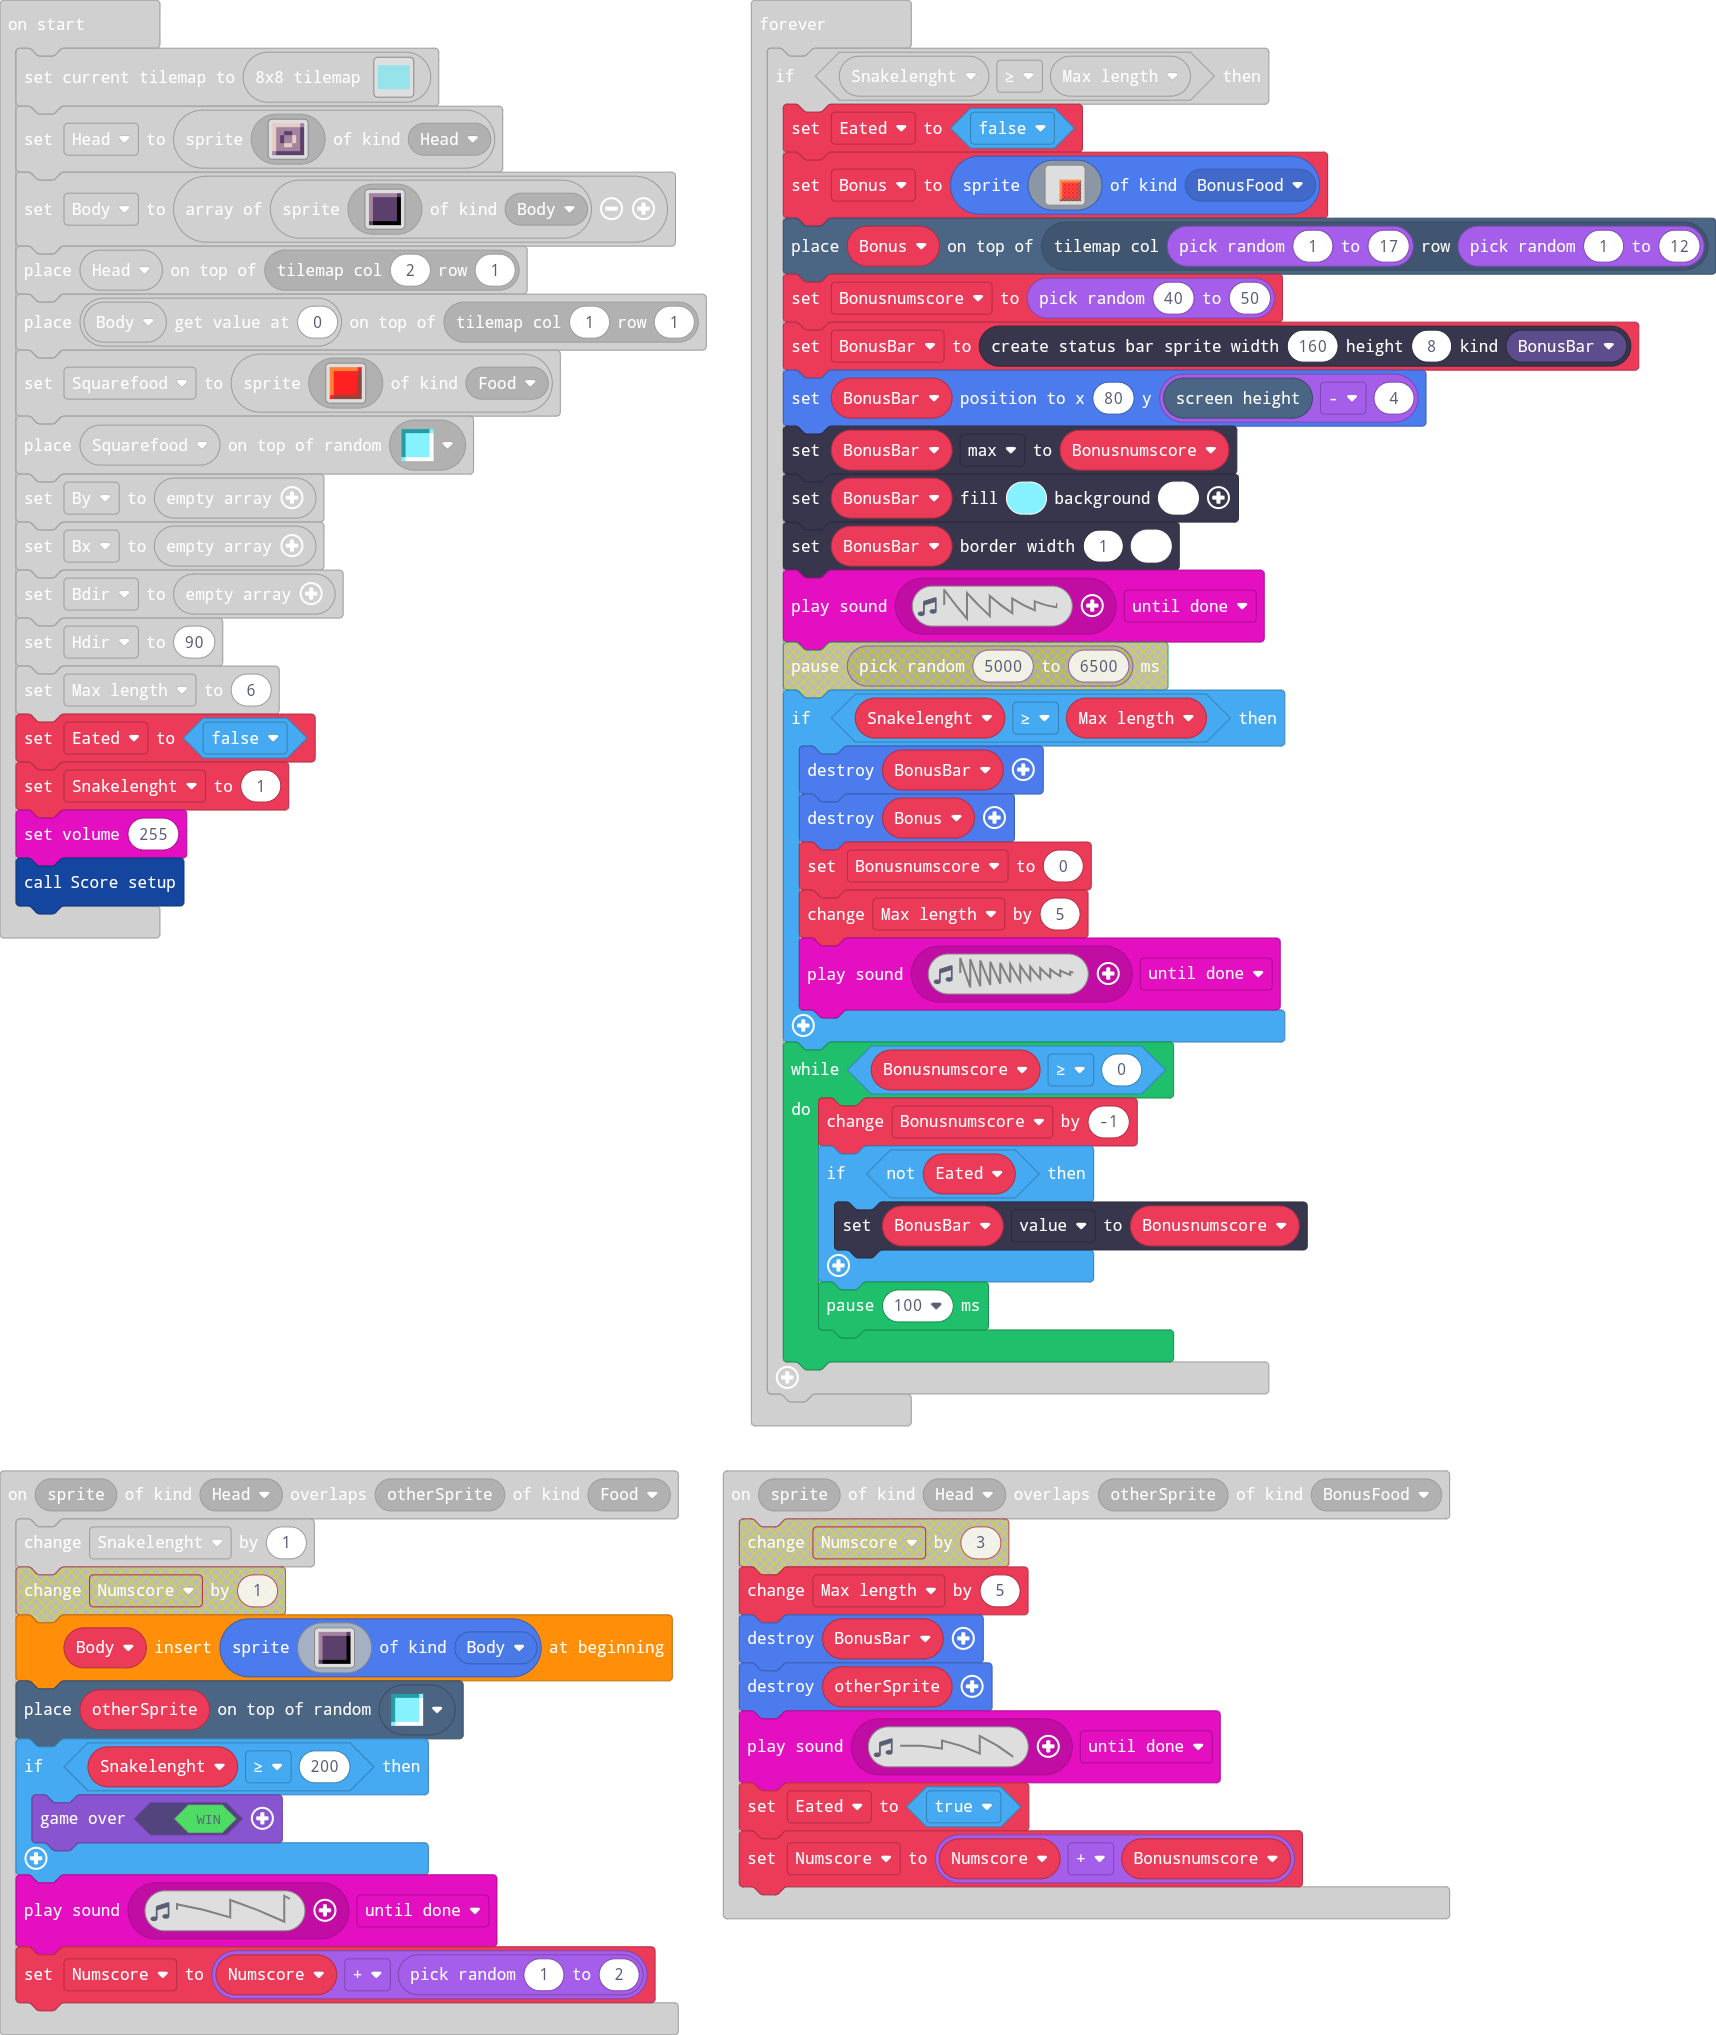 on start
set current tilemap to 8x8 tilemap
set Head to sprite of kind Head
set Body to array of sprite of kind Body
place Head on top of tilemap col 2 row 1
place Body get value at 0 on top of tilemap col 1 row 1
set Squarefood to sprite of kind Food
place Squarefood on top of random
set By to empty array
set Bx to empty array
set Bdir to empty array
set Hdir to 90
set Max length to 6
set Eated to false
set Snakelenght to 1
set volume 255
call Score setup
forever
if Snakelenght ≥ Max length then
set Eated to false
set Bonus to sprite of kind BonusFood
place Bonus on top of tilemap col pick random 1 to 17 row pick random 1 to 12
set Bonusnumscore to pick random 40 to 50
set BonusBar to create status bar sprite width 160 height 8 kind BonusBar
set BonusBar position to x 80 y screen height - 4
set BonusBar max to Bonusnumscore
set BonusBar fill background
set BonusBar border width 1
play sound until done
pause pick random 5000 to 6500 ms
if Snakelenght ≥ Max length then
destroy BonusBar
destroy Bonus
set Bonusnumscore to 0
change Max length by 5
play sound until done
while Bonusnumscore ≥ 0
do
change Bonusnumscore by -1
if not Eated then
set BonusBar value to Bonusnumscore
pause 100 ms
on sprite of kind Head overlaps otherSprite of kind Food
change Snakelenght by 1
change Numscore by 1
Body insert sprite of kind Body at beginning
place otherSprite on top of random
if Snakelenght ≥ 200 then
game over WIN
play sound until done
set Numscore to Numscore + pick random 1 to 2
on sprite of kind Head overlaps otherSprite of kind BonusFood
change Numscore by 3
change Max length by 5
destroy BonusBar
destroy otherSprite
play sound until done
set Eated to true
set Numscore to Numscore + Bonusnumscore